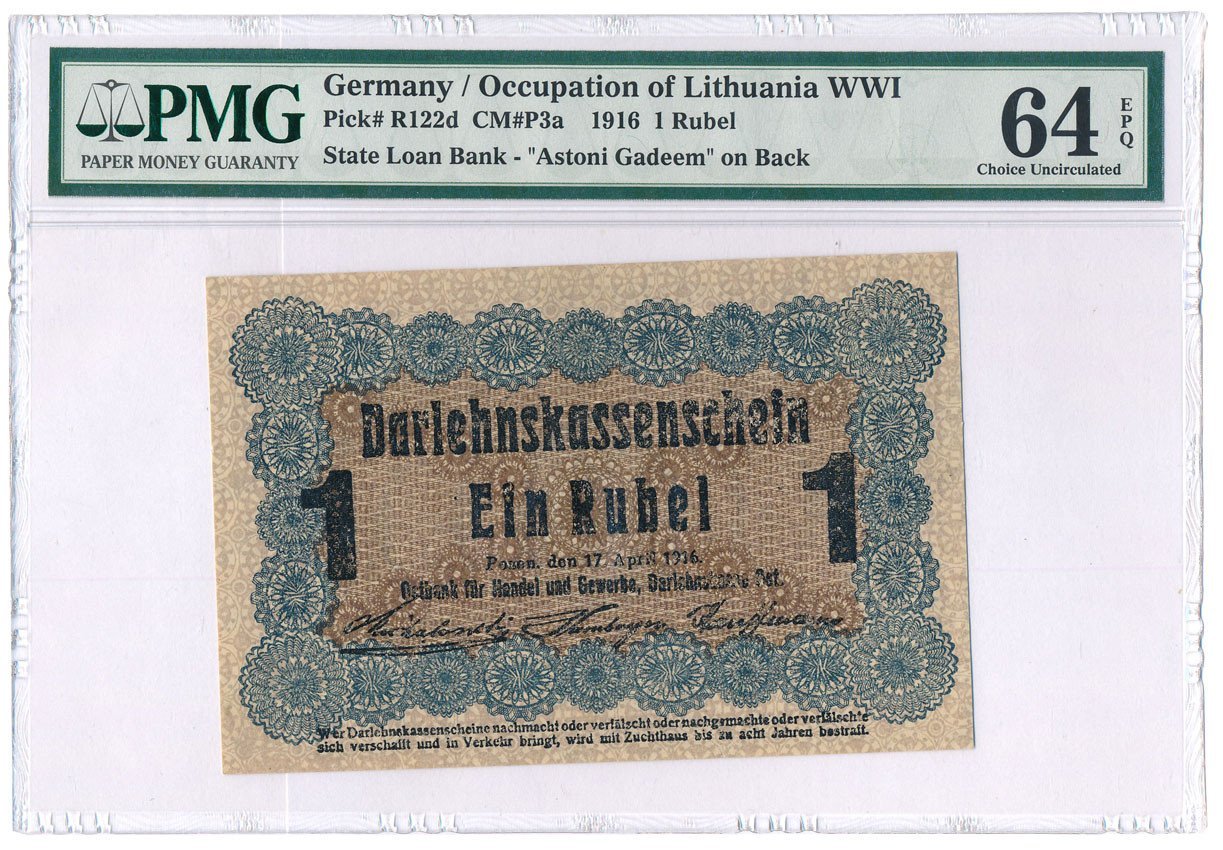 PMG
PAPER MONEY GUARANTY
Germany / Occupation of Lithuania WWI
Pick# R122d CM#P3a 1916 1 Rubel
State Loan Bank - "Astoni Gadeem" on Back
64
EPQ
Choice Uncirculated
Darlehnskassenschein
1
Ein Rubel
1
Posen, den 17. April 1916.
Ostbank für Handel und Gewerbe, Darlehnskasse Ost.
Wer Darlehnskassenscheine nachmacht oder verfälscht oder nachgemachte oder verfälschte
sich verschafft und in Verkehr bringt, wird mit Zuchthaus bis zu acht Jahren bestraft.